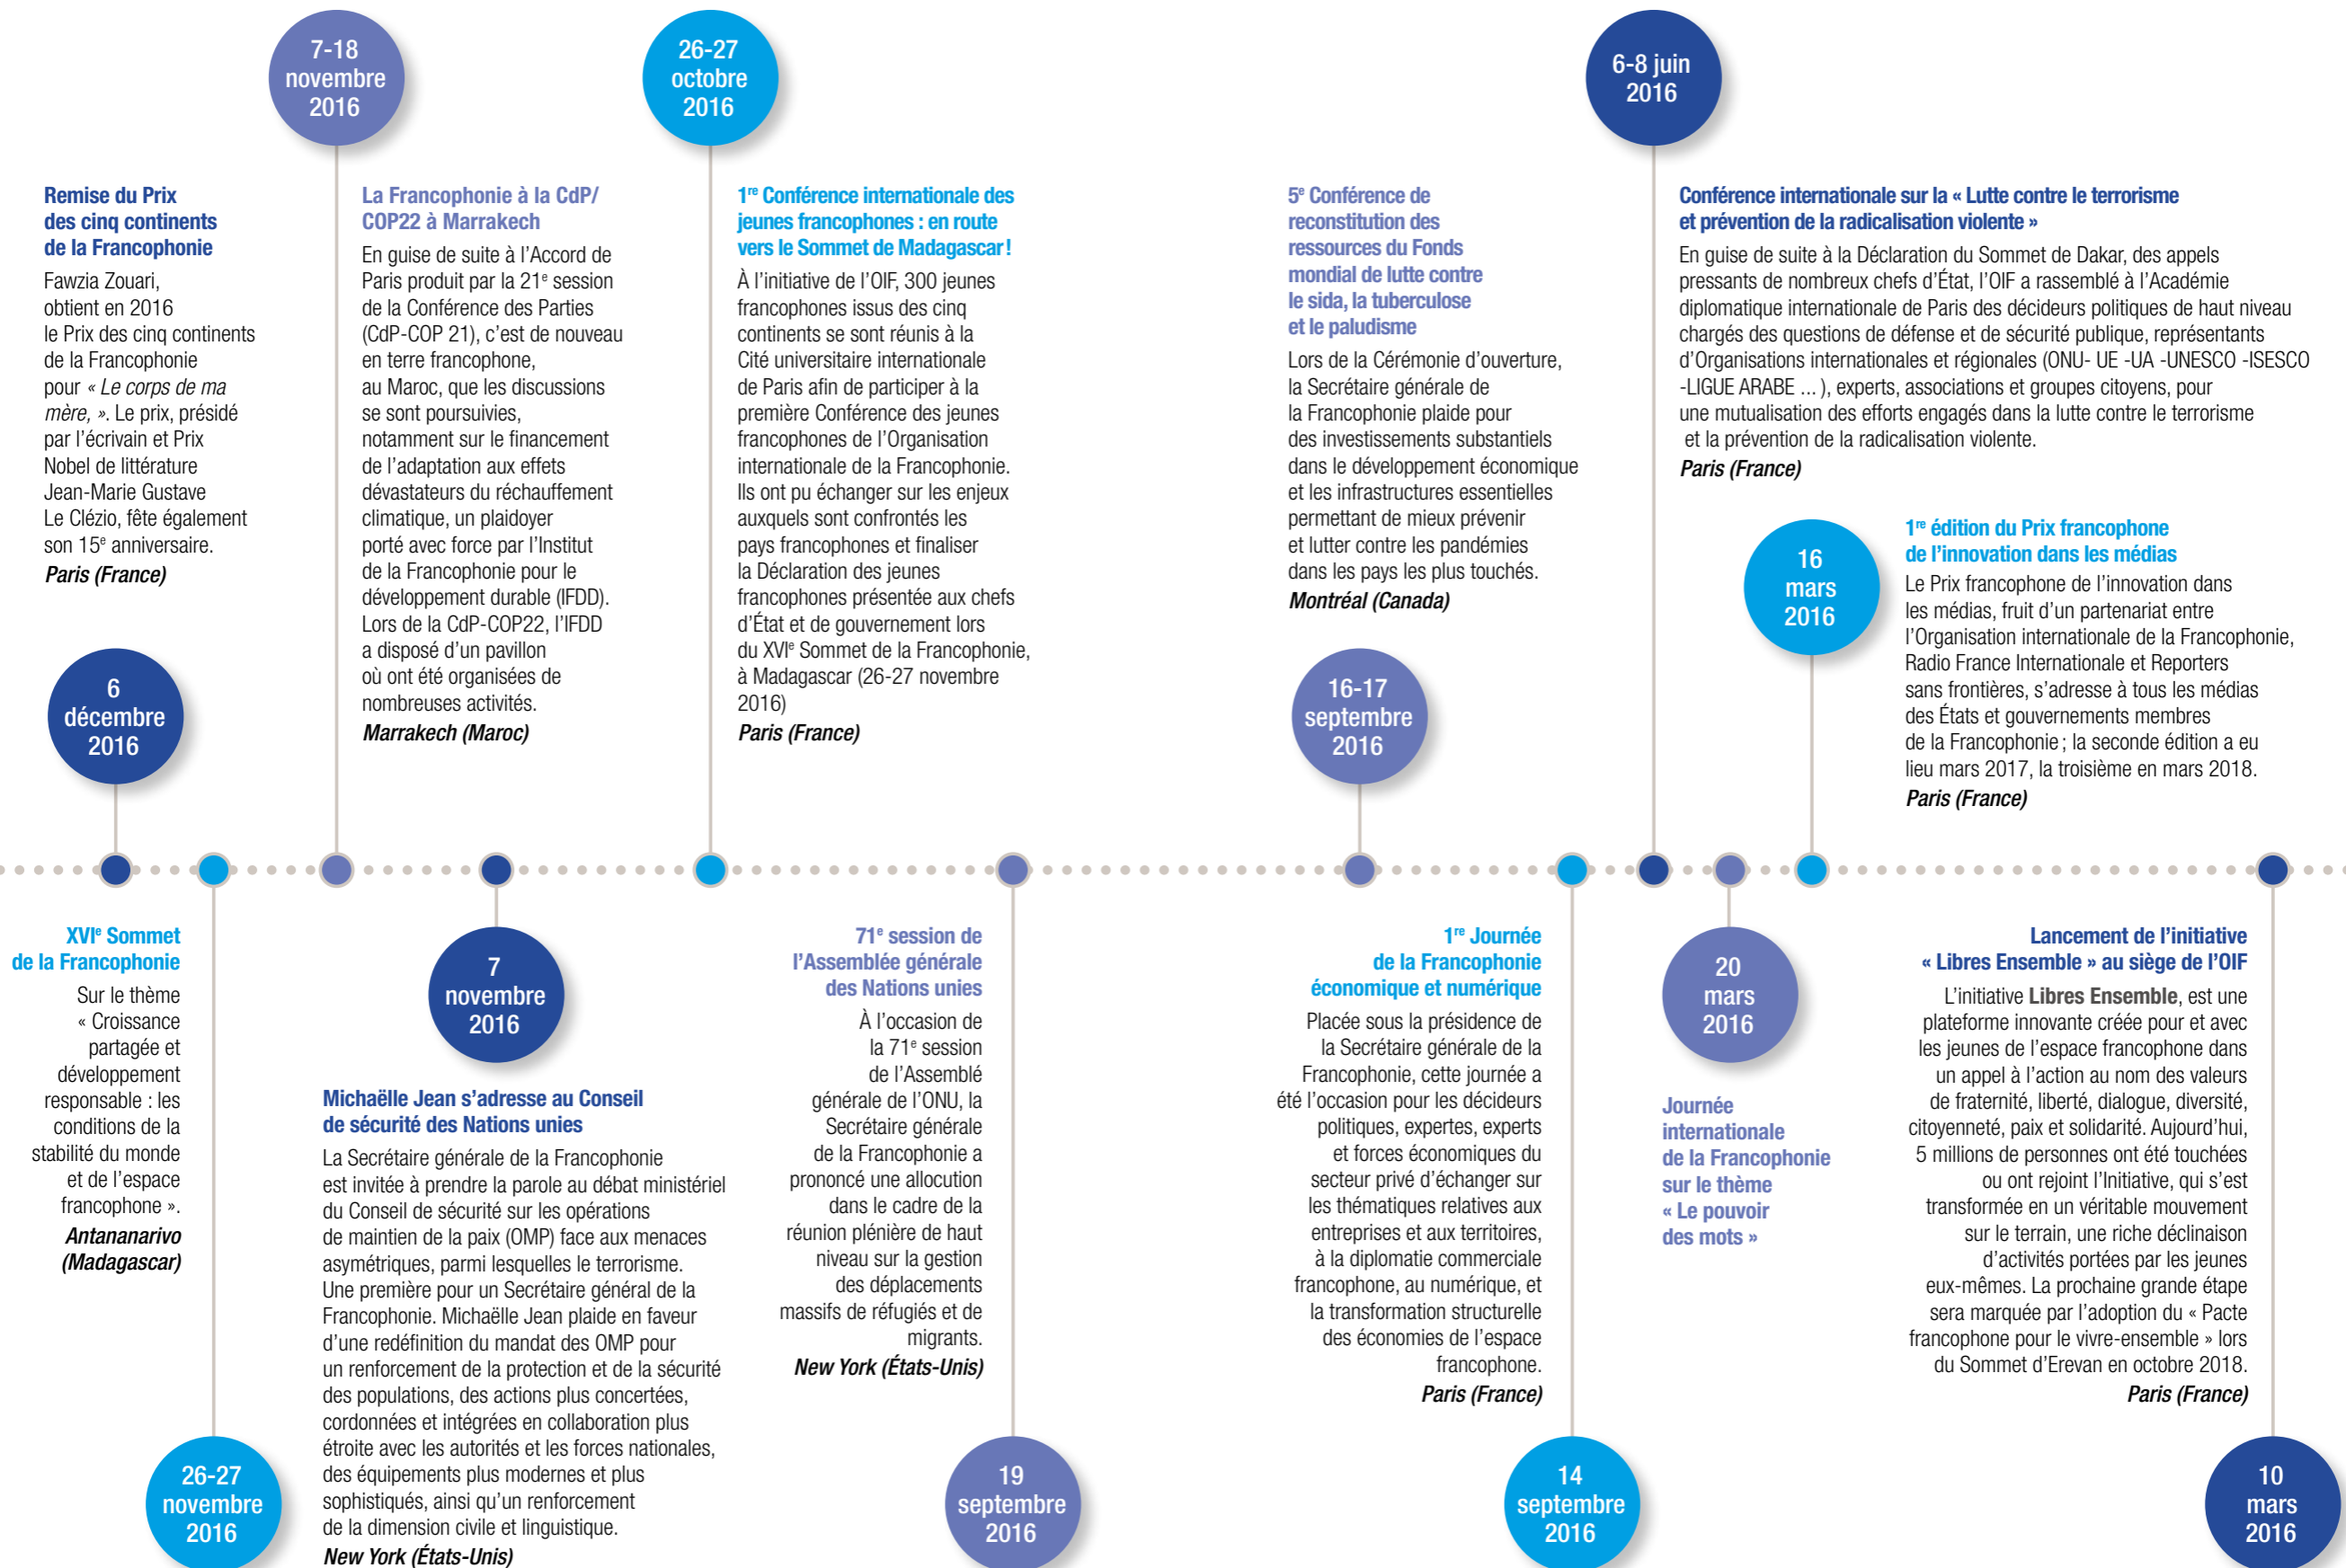 7-18
novembre
2016
26-27
octobre
2016
6-8 juin
2016
Remise du Prix
des cinq continents
de la Francophonie
Fawzia Zouari,
obtient en 2016
le Prix des cinq continents
de la Francophonie
pour « Le corps de ma
mère, ». Le prix, présidé
par l’écrivain et Prix
Nobel de littérature
Jean-Marie Gustave
Le Clézio, fête également
son 15e anniversaire.
Paris (France)
6
décembre
2016
La Francophonie à la CdP/
COP22 à Marrakech
En guise de suite à l’Accord de
Paris produit par la 21e session
de la Conférence des Parties
(CdP-COP 21), c’est de nouveau
en terre francophone,
au Maroc, que les discussions
se sont poursuivies,
notamment sur le financement
de l’adaptation aux effets
dévastateurs du réchauffement
climatique, un plaidoyer
porté avec force par l’Institut
de la Francophonie pour le
développement durable (IFDD).
Lors de la CdP-COP22, l’IFDD
a disposé d’un pavillon
où ont été organisées de
nombreuses activités.
Marrakech (Maroc)
1re Conférence internationale des
jeunes francophones : en route
vers le Sommet de Madagascar !
À l’initiative de l’OIF, 300 jeunes
francophones issus des cinq
continents se sont réunis à la
Cité universitaire internationale
de Paris afin de participer à la
première Conférence des jeunes
francophones de l’Organisation
internationale de la Francophonie.
Ils ont pu échanger sur les enjeux
auxquels sont confrontés les
pays francophones et finaliser
la Déclaration des jeunes
francophones présentée aux chefs
d’État et de gouvernement lors
du XVIe Sommet de la Francophonie,
à Madagascar (26-27 novembre
2016)
Paris (France)
5e Conférence de
reconstitution des
ressources du Fonds
mondial de lutte contre
le sida, la tuberculose
et le paludisme
Lors de la Cérémonie d’ouverture,
la Secrétaire générale de
la Francophonie plaide pour
des investissements substantiels
dans le développement économique
et les infrastructures essentielles
permettant de mieux prévenir
et lutter contre les pandémies
dans les pays les plus touchés.
Montréal (Canada)
16-17
septembre
2016
Conférence internationale sur la « Lutte contre le terrorisme
et prévention de la radicalisation violente »
En guise de suite à la Déclaration du Sommet de Dakar, des appels
pressants de nombreux chefs d’État, l’OIF a rassemblé à l’Académie
diplomatique internationale de Paris des décideurs politiques de haut niveau
chargés des questions de défense et de sécurité publique, représentants
d’Organisations internationales et régionales (ONU- UE -UA -UNESCO -ISESCO
-LIGUE ARABE ... ), experts, associations et groupes citoyens, pour
une mutualisation des efforts engagés dans la lutte contre le terrorisme
et la prévention de la radicalisation violente.
Paris (France)
16
mars
2016
1re édition du Prix francophone
de l’innovation dans les médias
Le Prix francophone de l’innovation dans
les médias, fruit d’un partenariat entre
l’Organisation internationale de la Francophonie,
Radio France Internationale et Reporters
sans frontières, s’adresse à tous les médias
des États et gouvernements membres
de la Francophonie ; la seconde édition a eu
lieu mars 2017, la troisième en mars 2018.
Paris (France)
XVIe Sommet
de la Francophonie
Sur le thème
« Croissance
partagée et
développement
responsable : les
conditions de la
stabilité du monde
et de l’espace
francophone ».
Antananarivo
(Madagascar)
26-27
novembre
2016
7
novembre
2016
Michaëlle Jean s’adresse au Conseil
de sécurité des Nations unies
La Secrétaire générale de la Francophonie
est invitée à prendre la parole au débat ministériel
du Conseil de sécurité sur les opérations
de maintien de la paix (OMP) face aux menaces
asymétriques, parmi lesquelles le terrorisme.
Une première pour un Secrétaire général de la
Francophonie. Michaëlle Jean plaide en faveur
d’une redéfinition du mandat des OMP pour
un renforcement de la protection et de la sécurité
des populations, des actions plus concertées,
cordonnées et intégrées en collaboration plus
étroite avec les autorités et les forces nationales,
des équipements plus modernes et plus
sophistiqués, ainsi qu’un renforcement
de la dimension civile et linguistique.
New York (États-Unis)
71e session de
l’Assemblée générale
des Nations unies
À l’occasion de
la 71e session
de l’Assemblé
générale de l’ONU, la
Secrétaire générale
de la Francophonie a
prononcé une allocution
dans le cadre de la
réunion plénière de haut
niveau sur la gestion
des déplacements
massifs de réfugiés et de
migrants.
New York (États-Unis)
19
septembre
2016
1re Journée
de la Francophonie
économique et numérique
Placée sous la présidence de
la Secrétaire générale de la
Francophonie, cette journée a
été l’occasion pour les décideurs
politiques, expertes, experts
et forces économiques du
secteur privé d’échanger sur
les thématiques relatives aux
entreprises et aux territoires,
à la diplomatie commerciale
francophone, au numérique, et
la transformation structurelle
des économies de l’espace
francophone.
Paris (France)
14
septembre
2016
20
mars
2016
Journée
internationale
de la Francophonie
sur le thème
« Le pouvoir
des mots »
Lancement de l’initiative
« Libres Ensemble » au siège de l’OIF
L’initiative Libres Ensemble, est une
plateforme innovante créée pour et avec
les jeunes de l’espace francophone dans
un appel à l’action au nom des valeurs
de fraternité, liberté, dialogue, diversité,
citoyenneté, paix et solidarité. Aujourd’hui,
5 millions de personnes ont été touchées
ou ont rejoint l’Initiative, qui s’est
transformée en un véritable mouvement
sur le terrain, une riche déclinaison
d’activités portées par les jeunes
eux-mêmes. La prochaine grande étape
sera marquée par l’adoption du « Pacte
francophone pour le vivre-ensemble » lors
du Sommet d’Erevan en octobre 2018.
Paris (France)
10
mars
2016